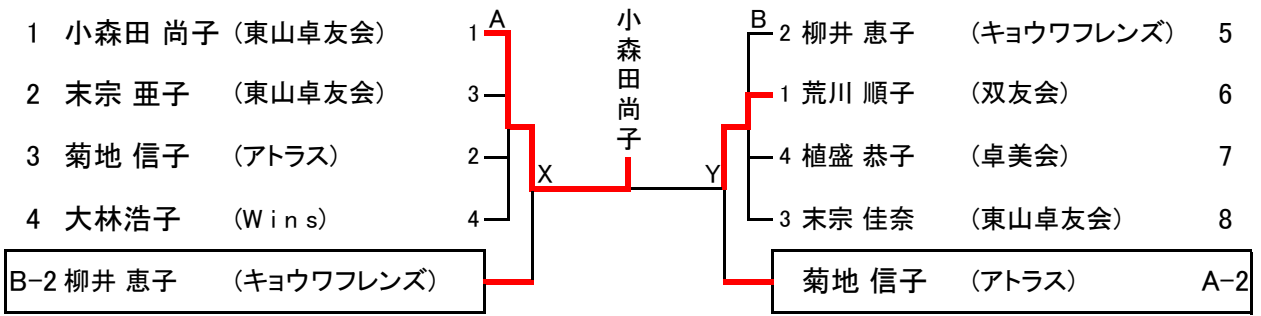 1 小森田 尚子 (東山卓友会) 1 A
2 末宗 亜子 (東山卓友会) 3
3 菊地 信子 (アトラス) 2
4 大林浩子 (Wins) 4
B-2 柳井 恵子 (キョウワフレンズ)
X
小森田尚子
Y
B 2 柳井 恵子 (キョウワフレンズ) 5
1 荒川 順子 (双友会) 6
4 植盛 恭子 (卓美会) 7
3 末宗 佳奈 (東山卓友会) 8
菊地 信子 (アトラス) A-2